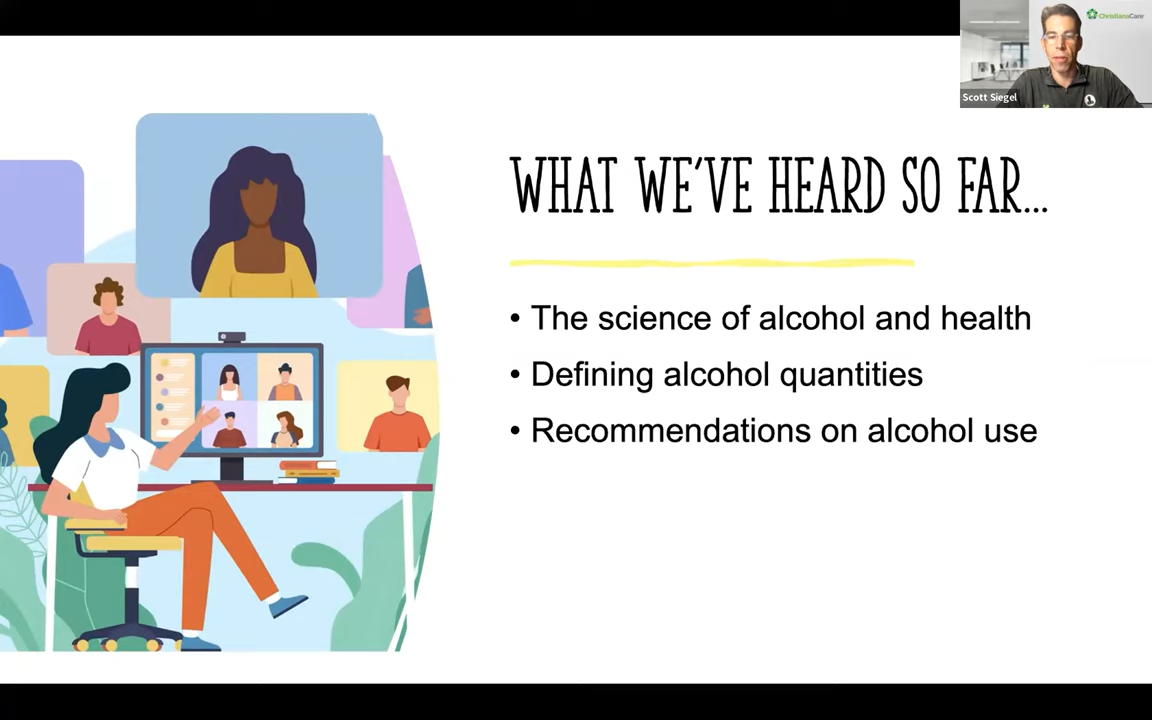 ChristianaCare
Scott Siegel
WHAT WE'VE HEARD SO FAR...
• The science of alcohol and health
• Defining alcohol quantities
• Recommendations on alcohol use